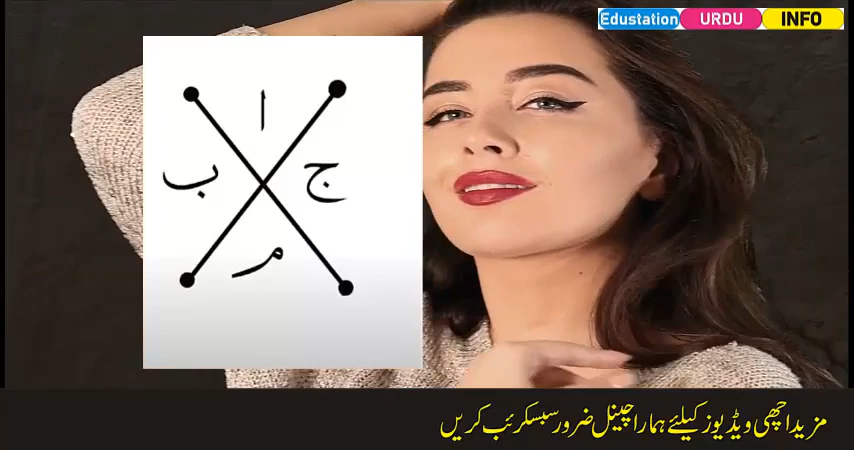 Edustation URDU INFO
ا
ج
ب
م
مزید اچھی ویڈیوز کیلئے ہمارا چینل ضرور سبسکرائب کریں